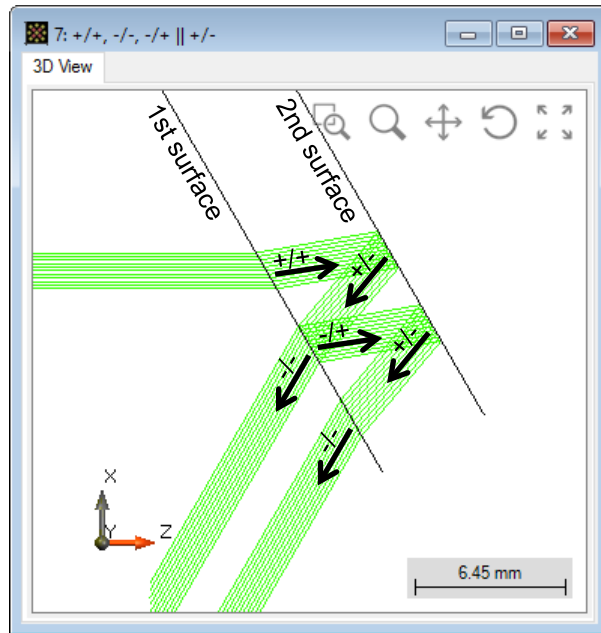 7: +/+, -/-, -/+ || +/-
3D View
1st surface
2nd surface
+/+
+/-
-/+
+/-
-/-
-/-
X
Y
Z
6.45 mm